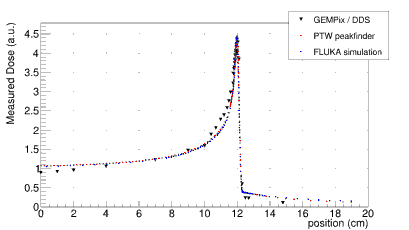 GEMPix / DDS
PTW peakfinder
FLUKA simulation
Measured Dose (a.u.)
4.5
4
3.5
3
2.5
2
1.5
1
0.5
0
0 2 4 6 8 10 12 14 16 18 20
position (cm)